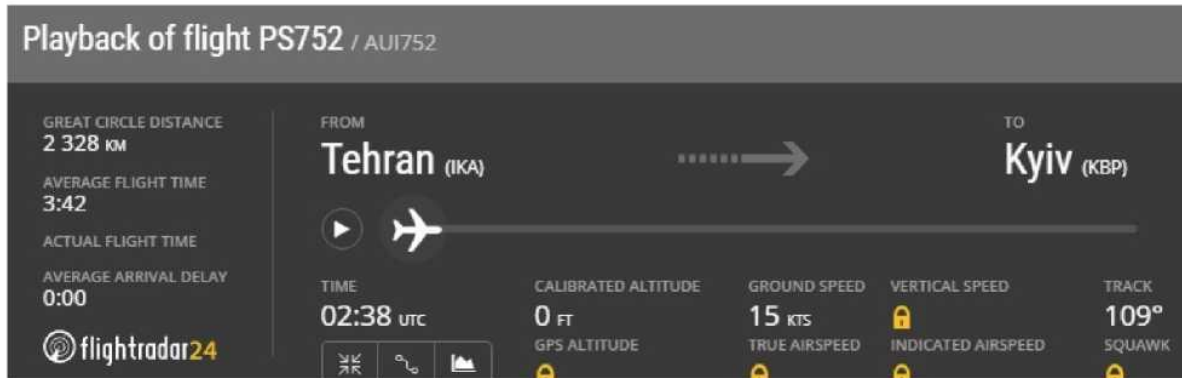 Playback of flight PS752 / AUI752
GREAT CIRCLE DISTANCE
2 328 KM
AVERAGE FLIGHT TIME
3:42
ACTUAL FLIGHT TIME
AVERAGE ARRIVAL DELAY
0:00
flightradar24
FROM
Tehran (IKA)
TO
Kyiv (KBP)
TIME
02:38 UTC
CALIBRATED ALTITUDE
0 FT
GROUND SPEED
15 KTS
VERTICAL SPEED
TRACK
109°
GPS ALTITUDE
TRUE AIRSPEED
INDICATED AIRSPEED
SQUAWK